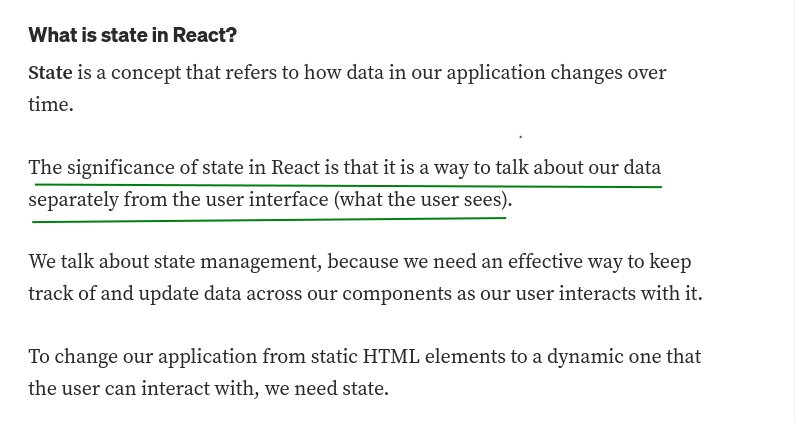 What is state in React?
State is a concept that refers to how data in our application changes over
time.
The significance of state in React is that it is a way to talk about our data
separately from the user interface (what the user sees).
We talk about state management, because we need an effective way to keep
track of and update data across our components as our user interacts with it.
To change our application from static HTML elements to a dynamic one that
the user can interact with, we need state.